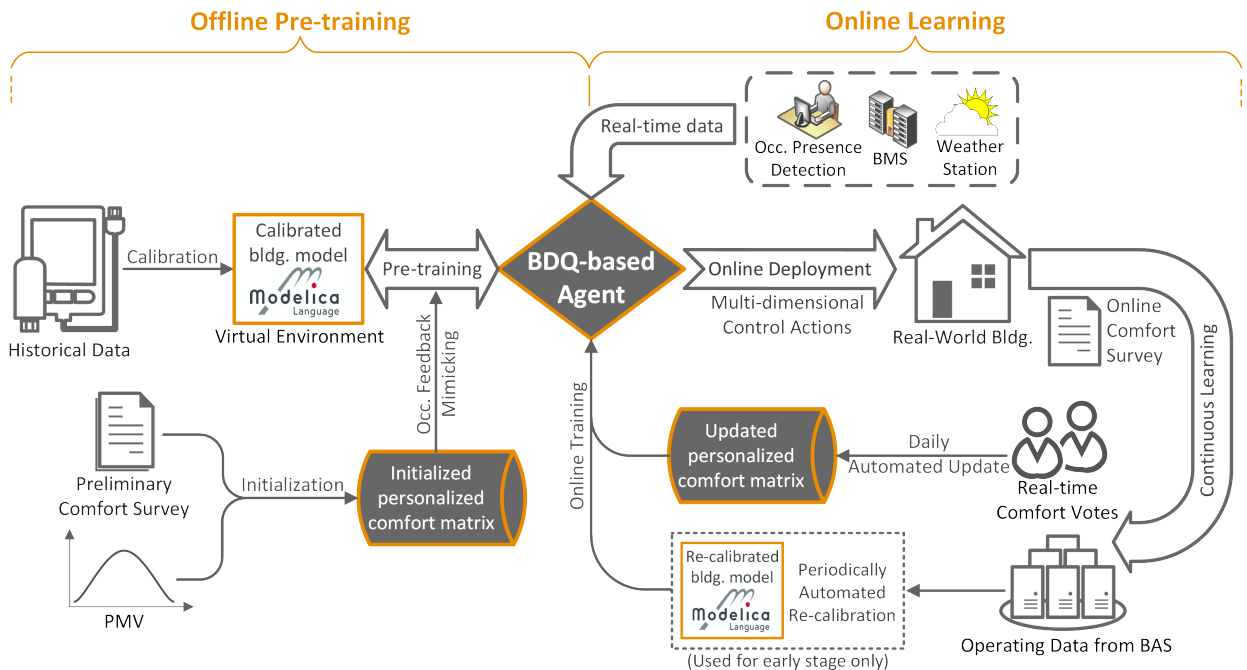 Offline Pre-training
Online Learning
Real-time data
Occ. Presence
Detection
BMS
Weather
Station
Historical Data
Calibration
Calibrated
bldg. model
Modelica
Language
Virtual Environment
Pre-training
BDQ-based
Agent
Online Deployment
Multi-dimensional
Control Actions
Real-World Bldg.
Online
Comfort
Survey
Continuous Learning
Occ. Feedback
Mimicking
Preliminary
Comfort Survey
Initialization
Initialized
personalized
comfort matrix
PMV
Online Training
Updated
personalized
comfort matrix
Daily
Automated Update
Real-time
Comfort Votes
Re-calibrated
bldg. model
Modelica
Language
Periodically
Automated
Re-calibration
(Used for early stage only)
Operating Data from BAS